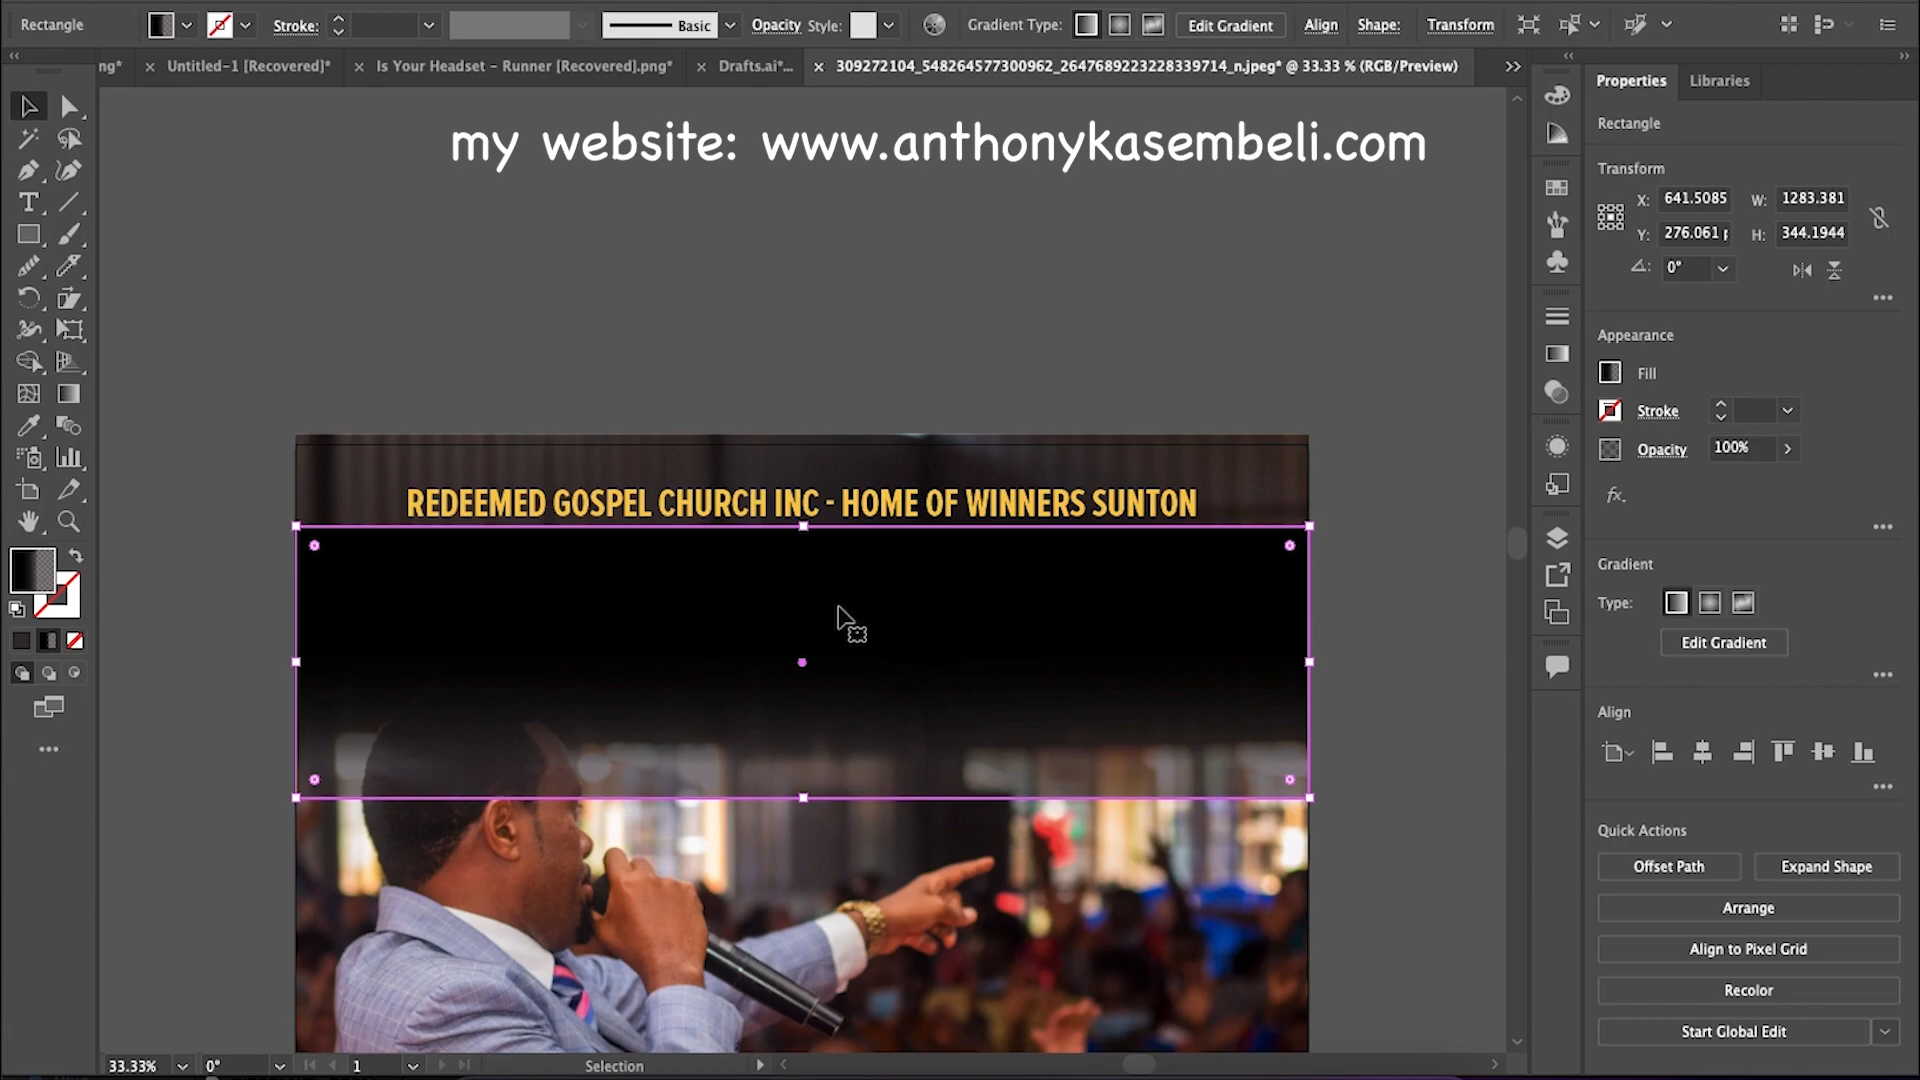 Rectangle
Stroke:
Basic
Opacity
Style:
Gradient Type:
Edit Gradient
Align
Shape:
Transform
ng*
Untitled-1 [Recovered]*
Is Your Headset - Runner [Recovered].png*
Drafts.ai*...
309272104_548264577300962_2647689223228339714_n.jpeg* @ 33.33 % (RGB/Preview)
my website: www.anthonykasembeli.com
REDEEMED GOSPEL CHURCH INC - HOME OF WINNERS SUNTON
Properties
Libraries
Rectangle
Transform
X: 641.5085
W: 1283.381
Y: 276.061 p
H: 344.1944
0°
Appearance
Fill
Stroke
Opacity
100%
fx.
Gradient
Type:
Edit Gradient
Align
Quick Actions
Offset Path
Expand Shape
Arrange
Align to Pixel Grid
Recolor
Start Global Edit
33.33%
0°
1
Selection